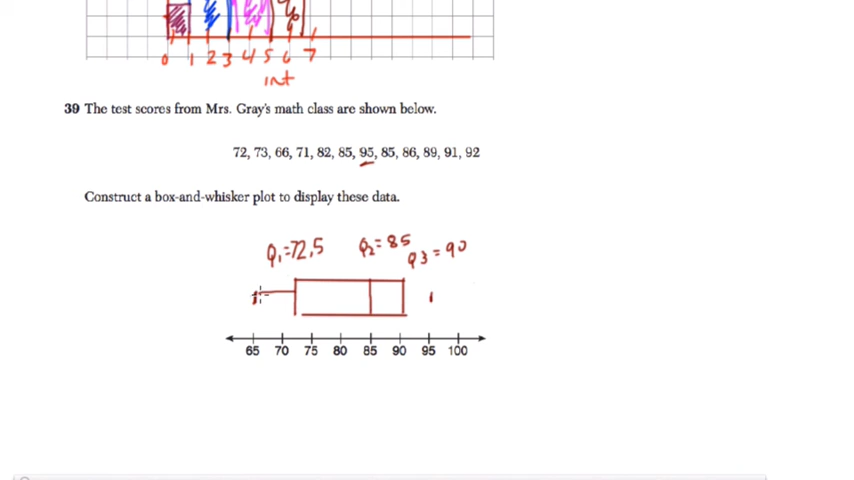 0 1 2 3 4 5 6 7
int
39 The test scores from Mrs. Gray's math class are shown below.
72, 73, 66, 71, 82, 85, 95, 85, 86, 89, 91, 92
Construct a box-and-whisker plot to display these data.
Q1=72,5 Q2=85
Q3=90
65 70 75 80 85 90 95 100